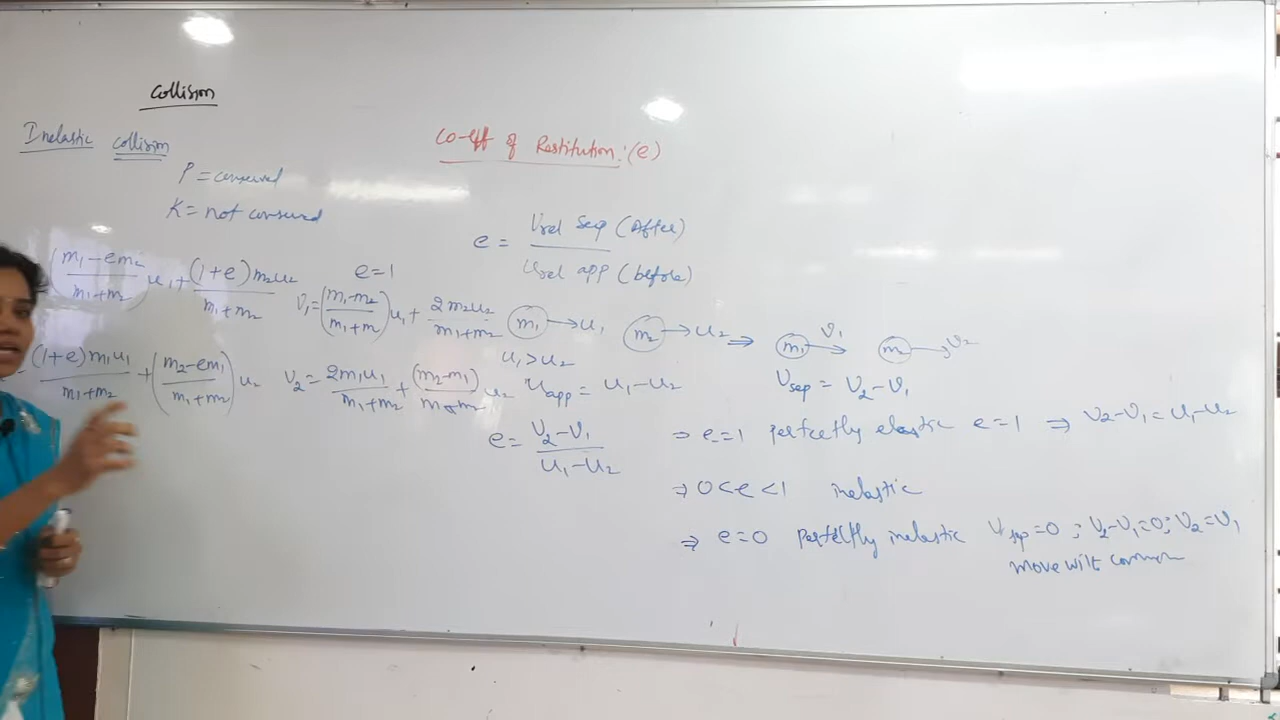 Collision
Inelastic collision
P = conserved
K = not conserved
(m₁ - em₂ / m₁+m₂) u₁ + (1+e) m₂u₂ / m₁+m₂
(1+e) m₁u₁ / m₁+m₂ + (m₂-em₁ / m₁+m₂) u₂
e=1
V₁ = (m₁-m₂ / m₁+m) u₁ + 2m₂u₂ / m₁+m₂
V₂ = 2m₁u₁ / m₁+m₂ + (m₂-m₁) / m₁+m₂ u₂
Co-eff of Restitution: (e)
e = Vrel sep (After) / Urel app (before)
m₁ → u₁ m₂ → u₂ ⇒ m₁ → V₁ m₂ → V₂
u₁ > u₂
Uapp = u₁ - u₂
Vsep = V₂ - V₁
e = V₂-V₁ / u₁-u₂
⇒ e=1 perfectly elastic e=1 ⇒ V₂-V₁ = u₁-u₂
⇒ 0<e<1 inelastic
⇒ e=0 perfectly inelastic Vsep=0 ; V₂-V₁=0; V₂=V₁
move with common